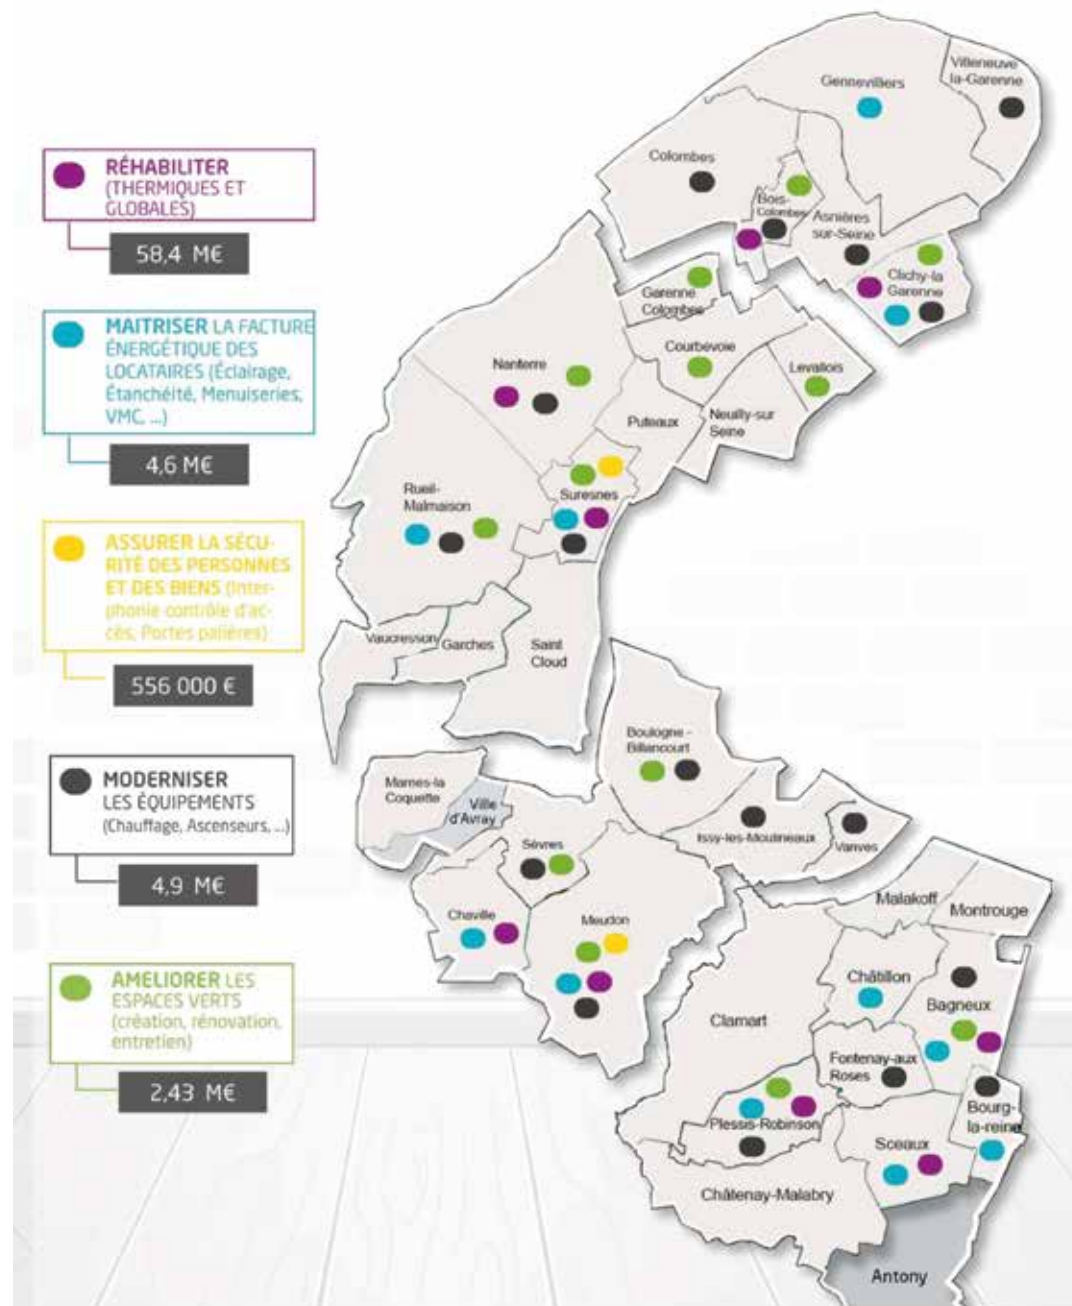 RÉHABILITER
(THERMIQUES ET
GLOBALES)
58,4 M€
MAITRISER LA FACTURE
ÉNERGÉTIQUE DES
LOCATAIRES (Éclairage,
Étanchéité, Menuiseries,
VMC, ...)
4,6 M€
ASSURER LA SÉCU-
RITÉ DES PERSONNES
ET DES BIENS (Inter-
phonie contrôle d'ac-
cès, Portes palières)
556 000 €
MODERNISER
LES ÉQUIPEMENTS
(Chauffage, Ascenseurs, ...)
4,9 M€
AMELIORER LES
ESPACES VERTS
(création, rénovation,
entretien)
2,43 M€
Villeneuve
la-Garenne
Gennevilliers
Colombes
Bois-
Colombes
Asnières
sur-Seine
Clichy-la
Garenne
Garenne
Colombes
Courbevoie
Levallois
Nanterre
Puteaux
Neuilly-sur
Seine
Rueil-
Malmaison
Suresnes
Vaucresson
Garches
Saint
Cloud
Boulogne -
Billancourt
Marnes-la
Coquette
Ville
d'Avray
Issy-les-Moulineaux
Vanves
Sèvres
Chaville
Meudon
Malakoff
Montrouge
Châtillon
Bagneux
Clamart
Fontenay-aux
Roses
Bourg-
la-reine
Plessis-Robinson
Sceaux
Châtenay-Malabry
Antony